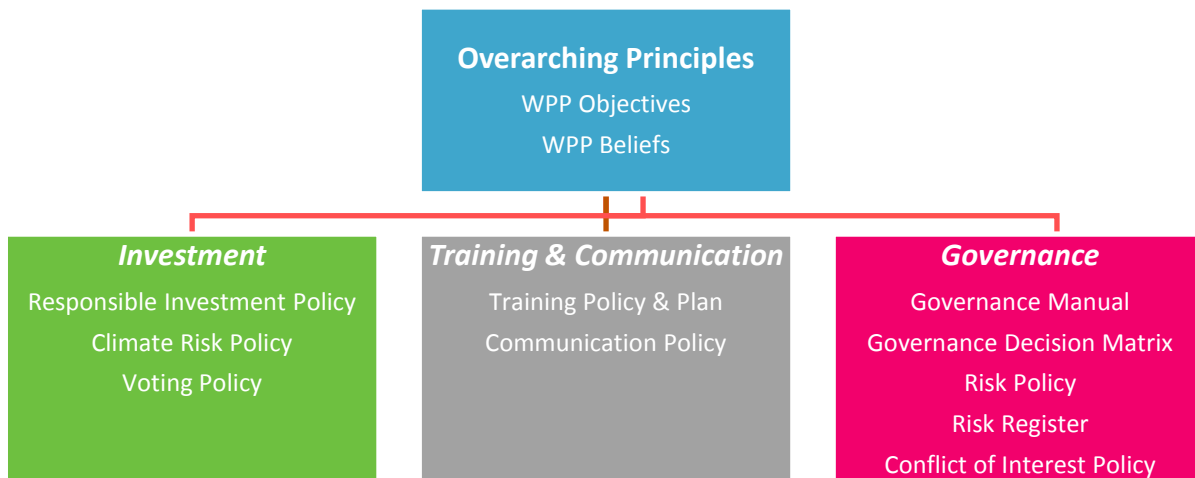 Overarching Principles
WPP Objectives
WPP Beliefs
Investment
Responsible Investment Policy
Climate Risk Policy
Voting Policy
Training & Communication
Training Policy & Plan
Communication Policy
Governance
Governance Manual
Governance Decision Matrix
Risk Policy
Risk Register
Conflict of Interest Policy